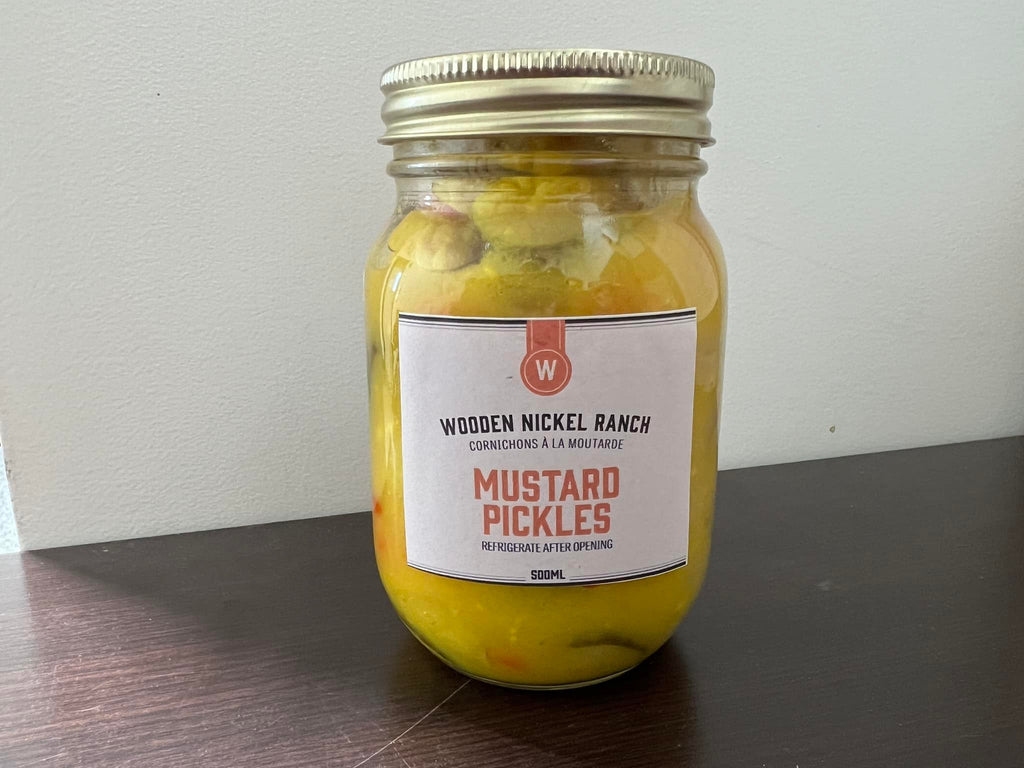 W
WOODEN NICKEL RANCH
CORNICHONS À LA MOUTARDE
MUSTARD
PICKLES
REFRIGERATE AFTER OPENING
500ML